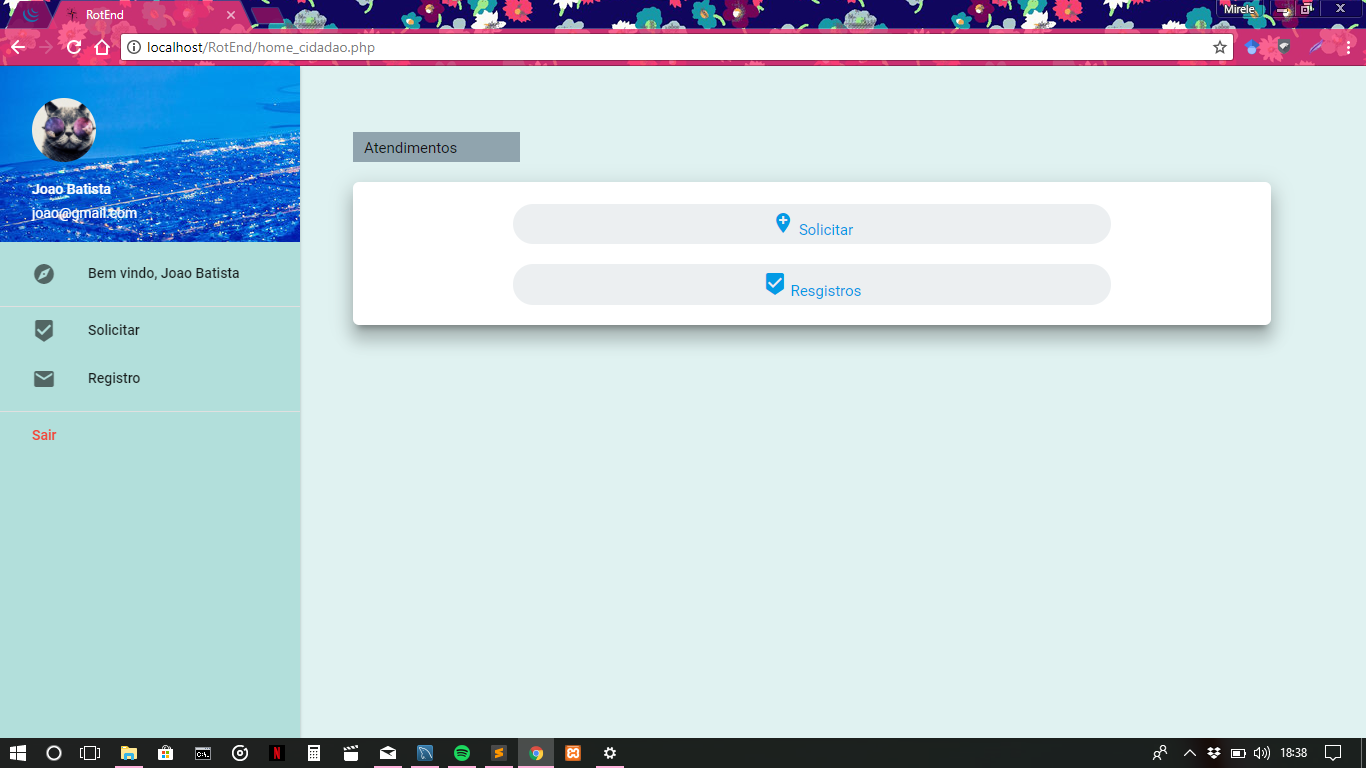 Mirele
RotEnd
localhost/RotEnd/home_cidadao.php
Joao Batista
joao@gmail.com
Bem vindo, Joao Batista
Solicitar
Registro
Sair
Atendimentos
Solicitar
Resgistros
18:38